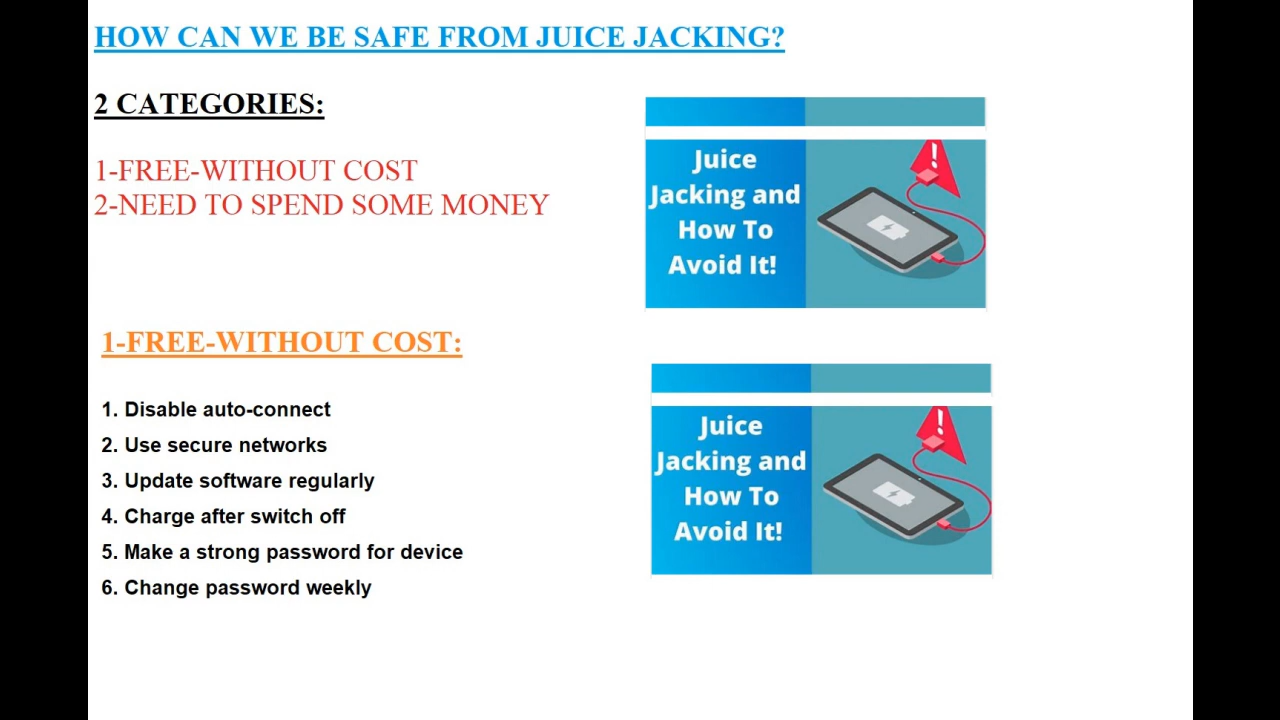 HOW CAN WE BE SAFE FROM JUICE JACKING?
2 CATEGORIES:
1-FREE-WITHOUT COST
2-NEED TO SPEND SOME MONEY
Juice
Jacking and
How To
Avoid It!
1-FREE-WITHOUT COST:
1. Disable auto-connect
2. Use secure networks
3. Update software regularly
4. Charge after switch off
5. Make a strong password for device
6. Change password weekly
Juice
Jacking and
How To
Avoid It!